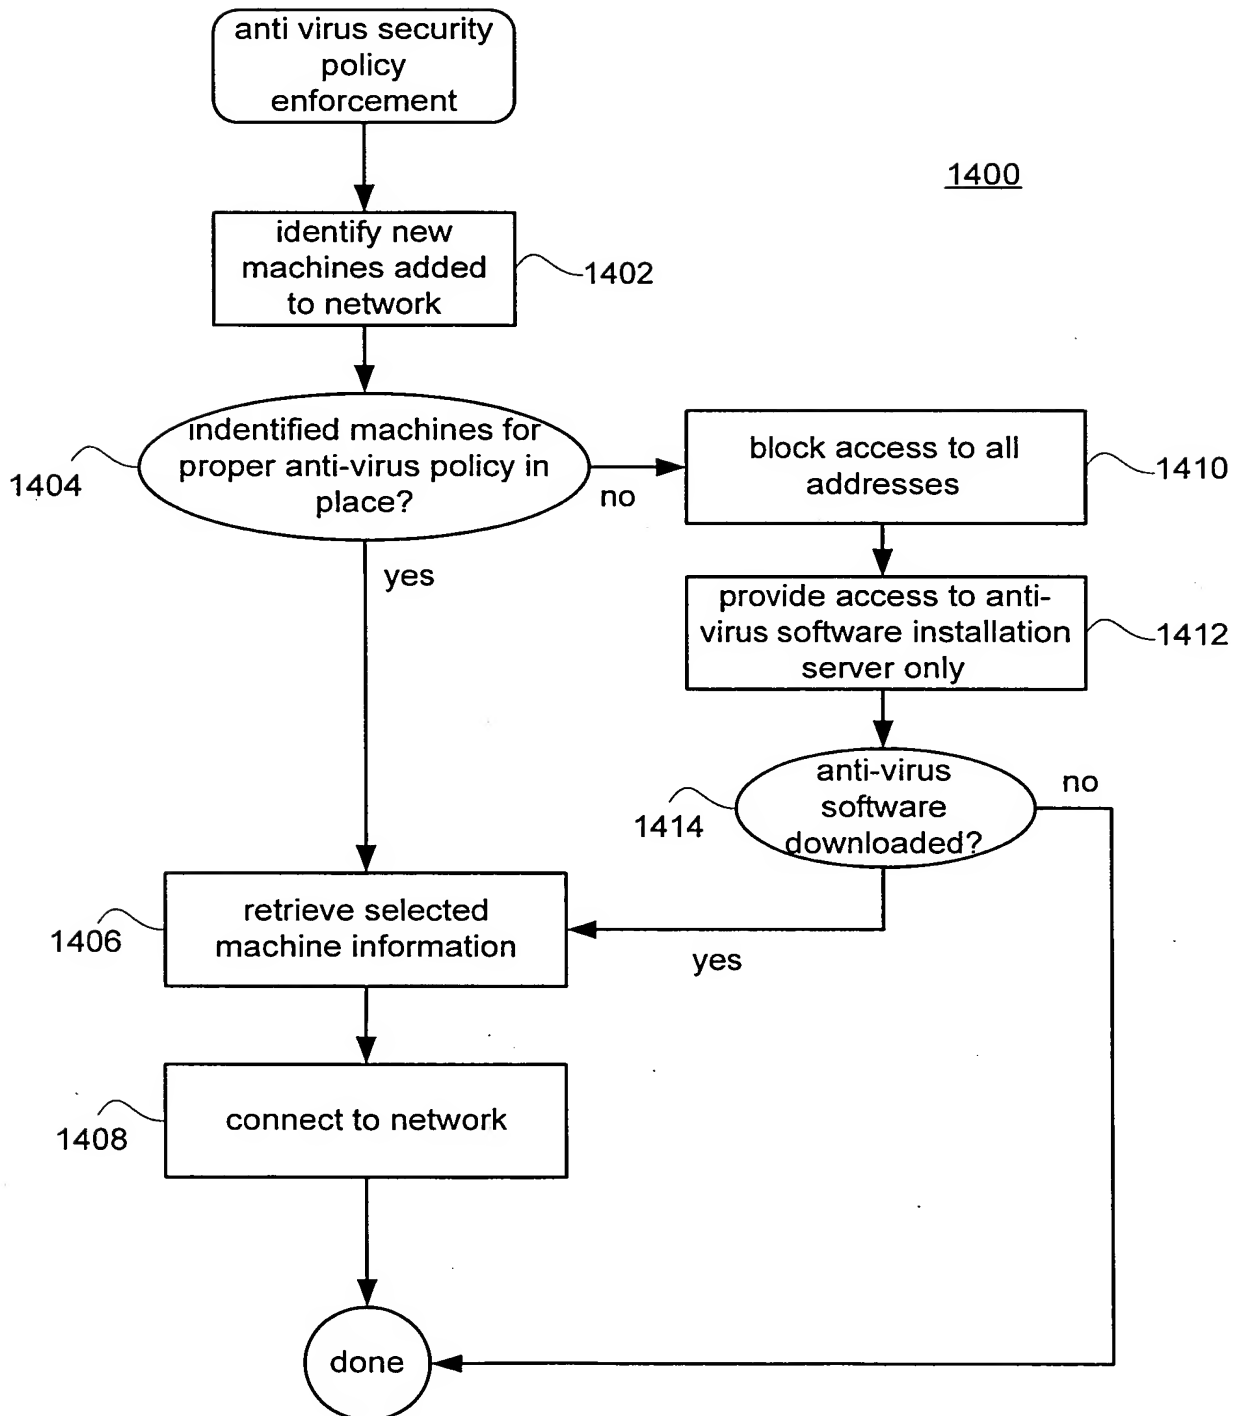 anti virus security
policy
enforcement
1400
identify new
machines added
to network
1402
indentified machines for
proper anti-virus policy in
place?
1404
no
yes
block access to all
addresses
1410
provide access to anti-
virus software installation
server only
1412
anti-virus
software
downloaded?
1414
no
yes
retrieve selected
machine information
1406
connect to network
1408
done